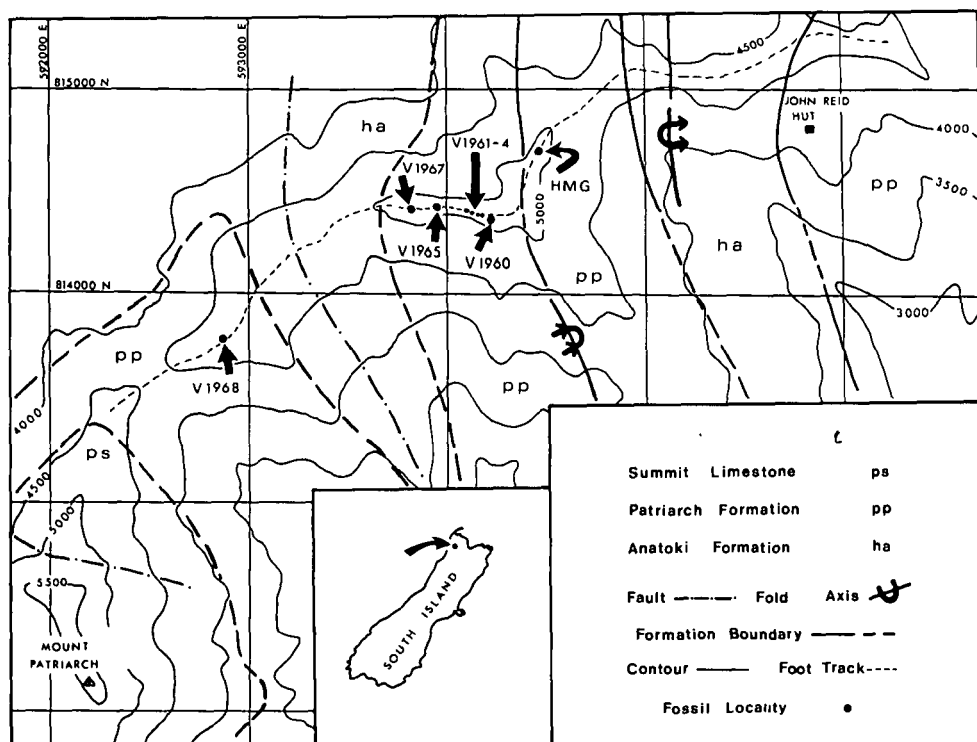 592000 E
593000 E
815000 N
814000 N
4500
ha
V1961-4
V1967
HMG
JOHN REID
HUT
4000
3500
pp
5000
V1965
V1960
pp
ha
3000
pp
V1968
pp
4000
ps
4500
5000
5500
MOUNT
PATRIARCH
SOUTH ISLAND
Summit Limestone ps
Patriarch Formation pp
Anatoki Formation ha
Fault Fold Axis
Formation Boundary
Contour Foot Track
Fossil Locality